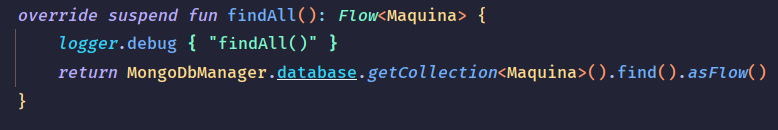 override suspend fun findAll(): Flow<Maquina> {
logger.debug { "findAll()" }
return MongoDbManager.database.getCollection<Maquina>().find().asFlow()
}